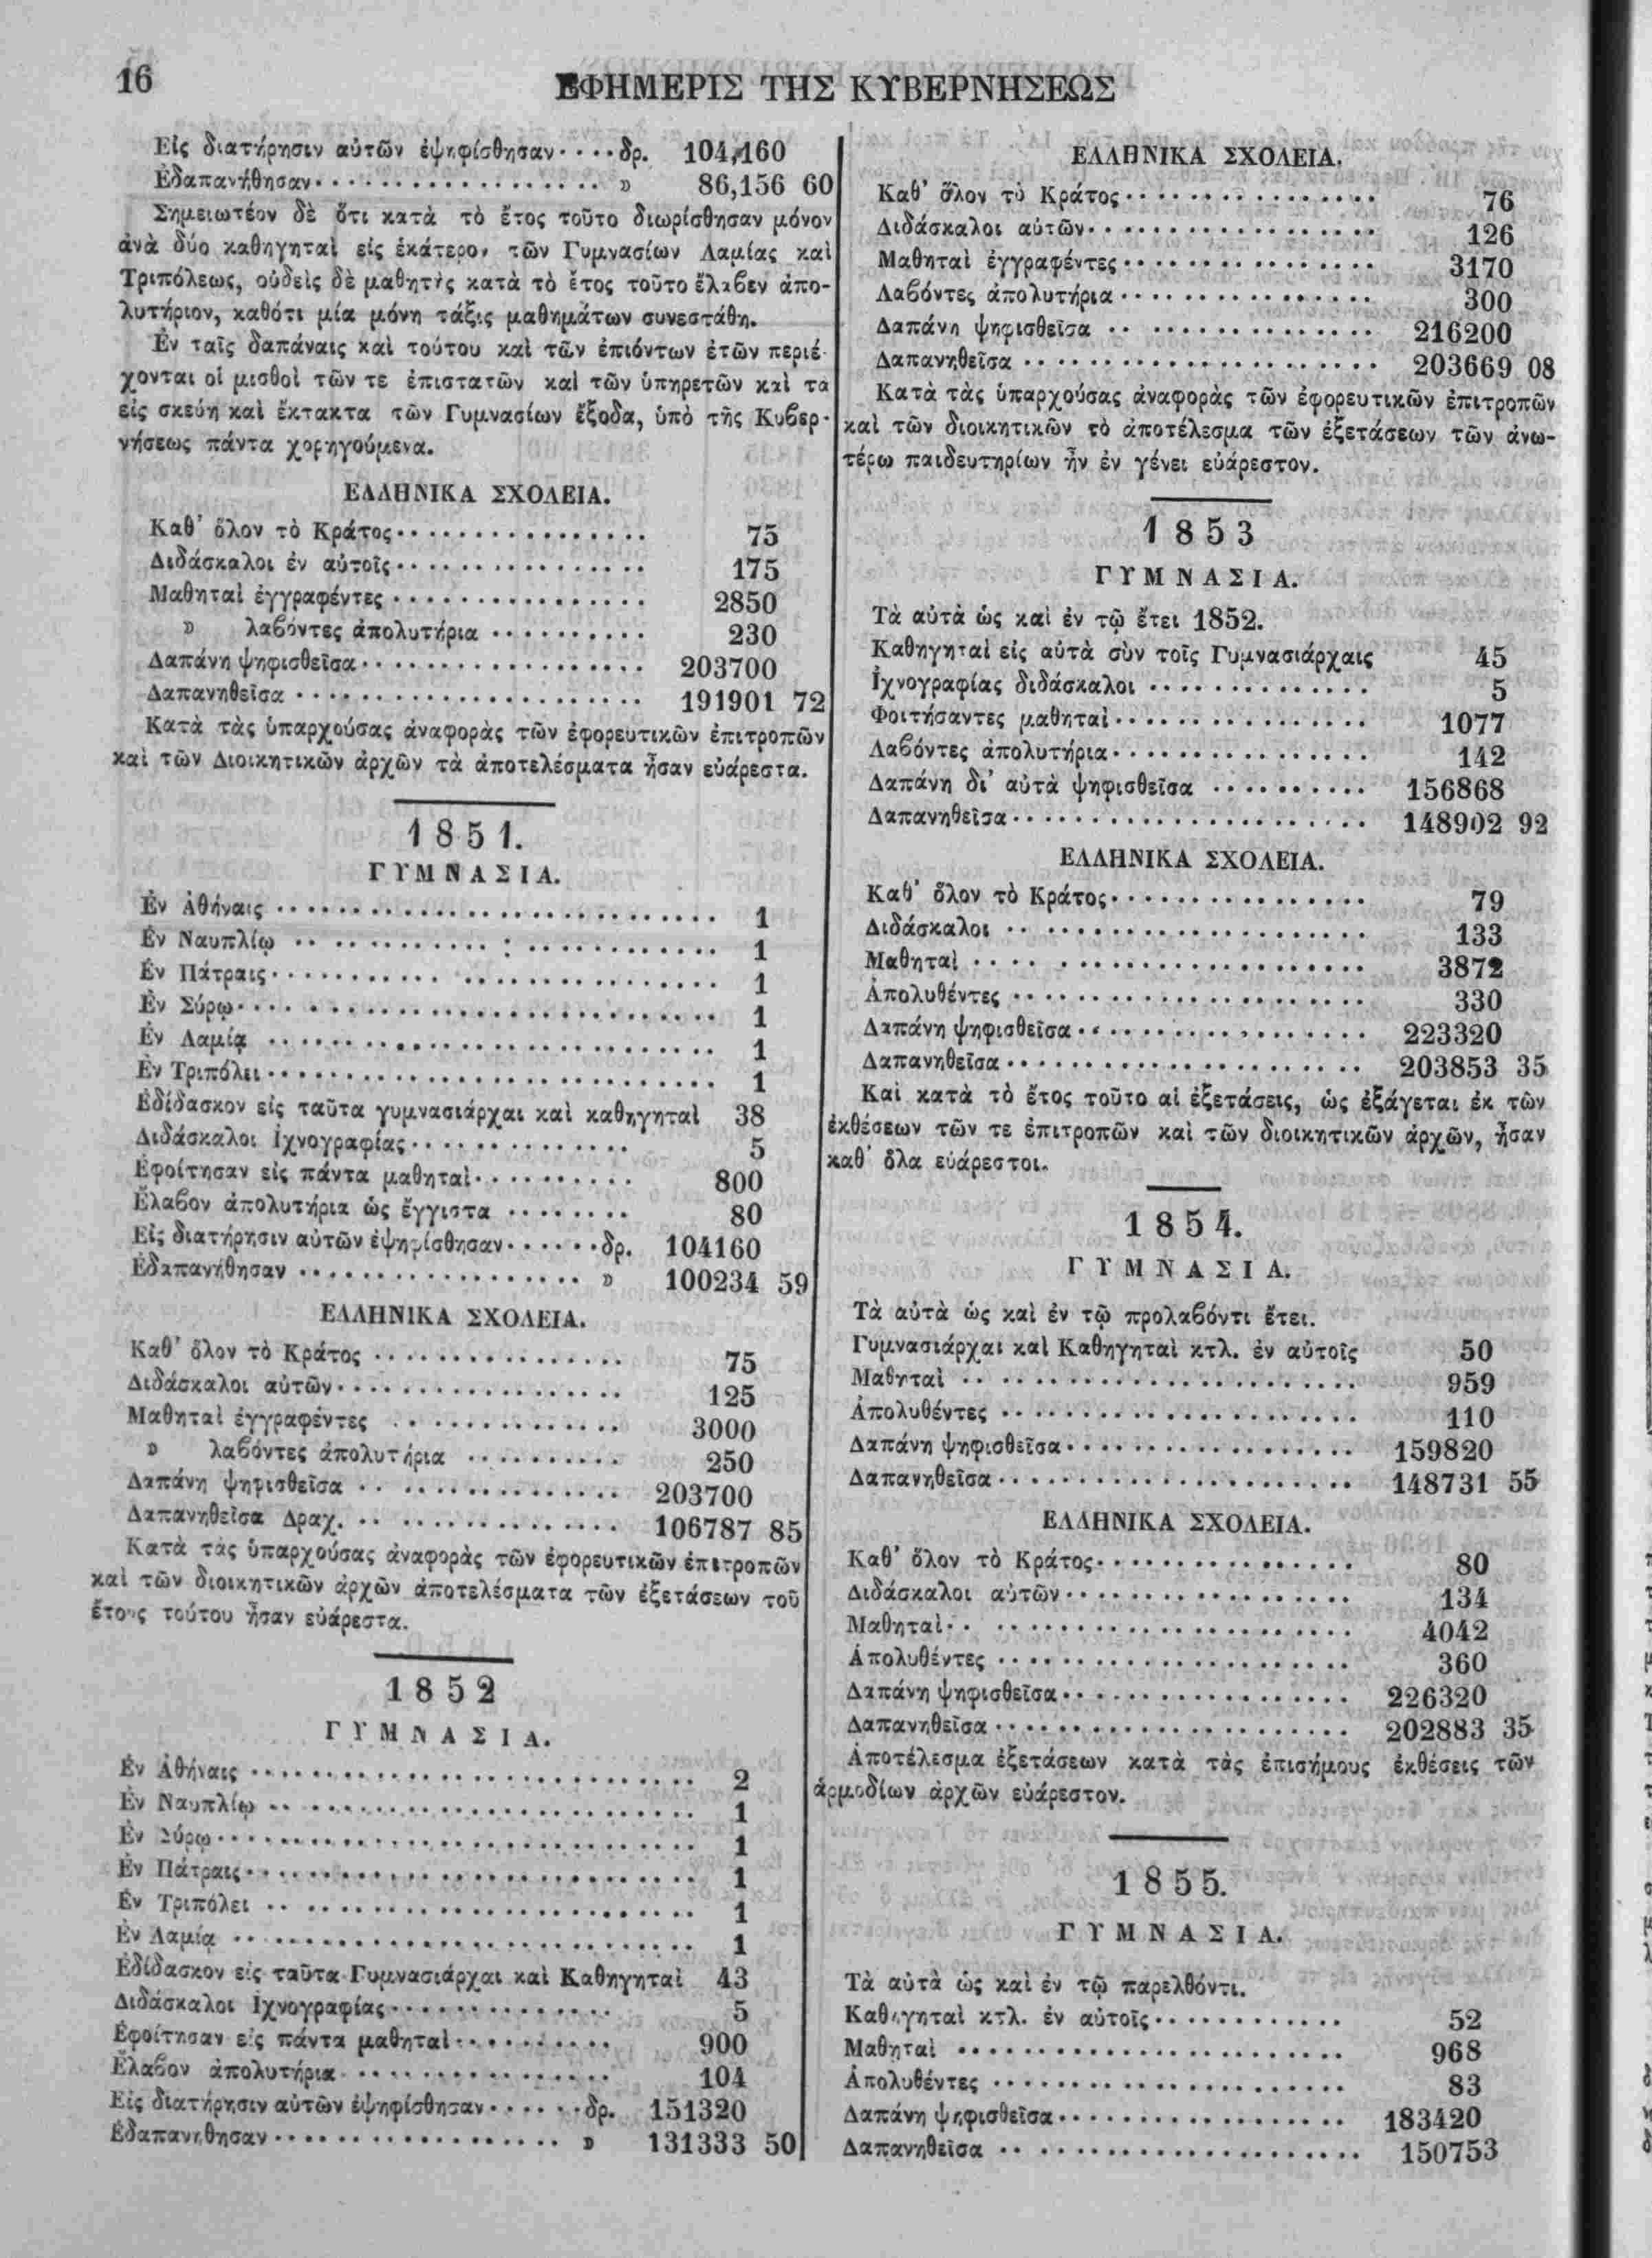 16
ΕΦΗΜΕΡΙΣ ΤΗΣ ΚΥΒΕΡΝΗΣΕΩΣ
Εἰς διατήρησιν αὐτῶν ἐψηφίσθησαν····δρ. 104,160
Ἐδαπανήθησαν················· » 86,156 60
Σημειωτέον δὲ ὅτι κατὰ τὸ ἔτος τοῦτο διωρίσθησαν μόνον
ἀνὰ δύο καθηγηταὶ εἰς ἑκάτερον τῶν Γυμνασίων Λαμίας καὶ
Τριπόλεως, οὐδεὶς δὲ μαθητὴς κατὰ τὸ ἔτος τοῦτο ἔλαβεν ἀπο-
λυτήριον, καθότι μία μόνη τάξις μαθημάτων συνεστάθη.
Ἐν ταῖς δαπάναις καὶ τούτου καὶ τῶν ἐπιόντων ἐτῶν περιέ-
χονται οἱ μισθοὶ τῶν τε ἐπιστατῶν καὶ τῶν ὑπηρετῶν καὶ τὰ
εἰς σκεύη καὶ ἔκτακτα τῶν Γυμνασίων ἔξοδα, ὑπὸ τῆς Κυβερ-
νήσεως πάντα χορηγούμενα.
ΕΛΛΗΝΙΚΑ ΣΧΟΛΕΙΑ.
Καθ' ὅλον τὸ Κράτος··············· 75
Διδάσκαλοι ἐν αὐτοῖς··············· 175
Μαθηταὶ ἐγγραφέντες··············· 2850
» λαβόντες ἀπολυτήρια·········· 230
Δαπάνη ψηφισθεῖσα················· 203700
Δαπανηθεῖσα····················· 191901 72
Κατὰ τὰς ὑπαρχούσας ἀναφορὰς τῶν ἐφορευτικῶν ἐπιτροπῶν
καὶ τῶν Διοικητικῶν ἀρχῶν τὰ ἀποτελέσματα ἦσαν εὐάρεστα.
1851.
ΓΥΜΝΑΣΙΑ.
Ἐν Ἀθήναις························ 1
Ἐν Ναυπλίῳ························ 1
Ἐν Πάτραις························ 1
Ἐν Σύρῳ·························· 1
Ἐν Λαμίᾳ························· 1
Ἐν Τριπόλει······················· 1
Ἐδίδασκον εἰς ταῦτα γυμνασιάρχαι καὶ καθηγηταὶ 38
Διδάσκαλοι Ἰχνογραφίας·············· 5
Ἐφοίτησαν εἰς πάντα μαθηταὶ·········· 800
Ἔλαβον ἀπολυτήρια ὡς ἔγγιστα········ 80
Εἰς διατήρησιν αὐτῶν ἐψηφίσθησαν······δρ. 104160
Ἐδαπανήθησαν·················· » 100234 59
ΕΛΛΗΝΙΚΑ ΣΧΟΛΕΙΑ.
Καθ' ὅλον τὸ Κράτος··············· 75
Διδάσκαλοι αὐτῶν················· 125
Μαθηταὶ ἐγγραφέντες·············· 3000
» λαβόντες ἀπολυτήρια·········· 250
Δαπάνη ψηφισθεῖσα················ 203700
Δαπανηθεῖσα Δραχ.················ 106787 85
Κατὰ τὰς ὑπαρχούσας ἀναφορὰς τῶν ἐφορευτικῶν ἐπιτροπῶν
καὶ τῶν διοικητικῶν ἀρχῶν ἀποτελέσματα τῶν ἐξετάσεων τοῦ
ἔτους τούτου ἦσαν εὐάρεστα.
1852
ΓΥΜΝΑΣΙΑ.
Ἐν Ἀθήναις························ 2
Ἐν Ναυπλίῳ························ 1
Ἐν Σύρῳ·························· 1
Ἐν Πάτραις························ 1
Ἐν Τριπόλει······················· 1
Ἐν Λαμίᾳ························· 1
Ἐδίδασκον εἰς ταῦτα Γυμνασιάρχαι καὶ Καθηγηταὶ 43
Διδάσκαλοι Ἰχνογραφίας·············· 5
Ἐφοίτησαν εἰς πάντα μαθηταὶ·········· 900
Ἔλαβον ἀπολυτήρια················ 104
Εἰς διατήρησιν αὐτῶν ἐψηφίσθησαν······δρ. 151320
Ἐδαπανήθησαν·················· » 131333 50
ΕΛΛΗΝΙΚΑ ΣΧΟΛΕΙΑ.
Καθ' ὅλον τὸ Κράτος··············· 76
Διδάσκαλοι αὐτῶν················· 126
Μαθηταὶ ἐγγραφέντες··············· 3170
Λαβόντες ἀπολυτήρια··············· 300
Δαπάνη ψηφισθεῖσα················ 216200
Δαπανηθεῖσα····················· 203669 08
Κατὰ τὰς ὑπαρχούσας ἀναφορὰς τῶν ἐφορευτικῶν ἐπιτροπῶν
καὶ τῶν διοικητικῶν τὸ ἀποτέλεσμα τῶν ἐξετάσεων τῶν ἀνω-
τέρω παιδευτηρίων ἦν ἐν γένει εὐάρεστον.
1853
ΓΥΜΝΑΣΙΑ.
Τὰ αὐτὰ ὡς καὶ ἐν τῷ ἔτει 1852.
Καθηγηταὶ εἰς αὐτὰ σὺν τοῖς Γυμνασιάρχαις 45
Ἰχνογραφίας διδάσκαλοι·············· 5
Φοιτήσαντες μαθηταὶ················ 1077
Λαβόντες ἀπολυτήρια················ 142
Δαπάνη δι' αὐτὰ ψηφισθεῖσα·········· 156868
Δαπανηθεῖσα····················· 148902 92
ΕΛΛΗΝΙΚΑ ΣΧΟΛΕΙΑ.
Καθ' ὅλον τὸ Κράτος··············· 79
Διδάσκαλοι····················· 133
Μαθηταὶ······················· 3872
Ἀπολυθέντες···················· 330
Δαπάνη ψηφισθεῖσα················ 223320
Δαπανηθεῖσα····················· 203853 35
Καὶ κατὰ τὸ ἔτος τοῦτο αἱ ἐξετάσεις, ὡς ἐξάγεται ἐκ τῶν
ἐκθέσεων τῶν τε ἐπιτροπῶν καὶ τῶν διοικητικῶν ἀρχῶν, ἦσαν
καθ' ὅλα εὐάρεστοι.
1854.
ΓΥΜΝΑΣΙΑ.
Τὰ αὐτὰ ὡς καὶ ἐν τῷ προλαβόντι ἔτει.
Γυμνασιάρχαι καὶ Καθηγηταὶ κτλ. ἐν αὐτοῖς 50
Μαθηταὶ······················· 959
Ἀπολυθέντες···················· 110
Δαπάνη ψηφισθεῖσα················ 159820
Δαπανηθεῖσα····················· 148731 55
ΕΛΛΗΝΙΚΑ ΣΧΟΛΕΙΑ.
Καθ' ὅλον τὸ Κράτος··············· 80
Διδάσκαλοι αὐτῶν················· 134
Μαθηταὶ······················· 4042
Ἀπολυθέντες···················· 360
Δαπάνη ψηφισθεῖσα················ 226320
Δαπανηθεῖσα····················· 202883 35
Ἀποτέλεσμα ἐξετάσεων κατὰ τὰς ἐπισήμους ἐκθέσεις τῶν
ἁρμοδίων ἀρχῶν εὐάρεστον.
1855.
ΓΥΜΝΑΣΙΑ.
Τὰ αὐτὰ ὡς καὶ ἐν τῷ παρελθόντι.
Καθηγηταὶ κτλ. ἐν αὐτοῖς············ 52
Μαθηταὶ······················· 968
Ἀπολυθέντες···················· 83
Δαπάνη ψηφισθεῖσα················ 183420
Δαπανηθεῖσα····················· 150753